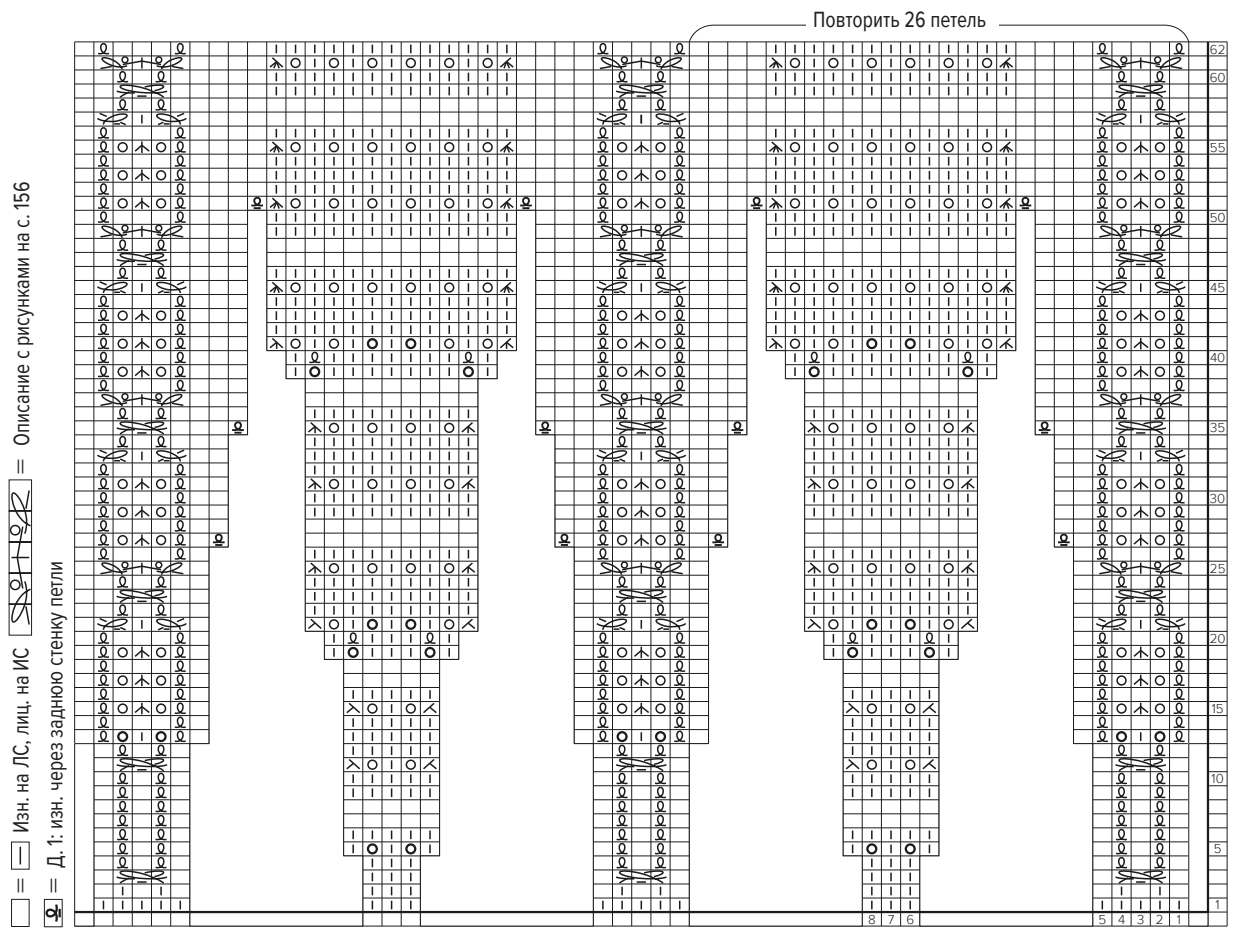 Повторить 26 петель
62
60
55
50
45
40
35
30
25
20
15
10
5
1
8 7 6
5 4 3 2 1
= Изн. на ЛС, лиц. на ИС
= Описание с рисунками на с. 156
= Д. 1: изн. через заднюю стенку петли